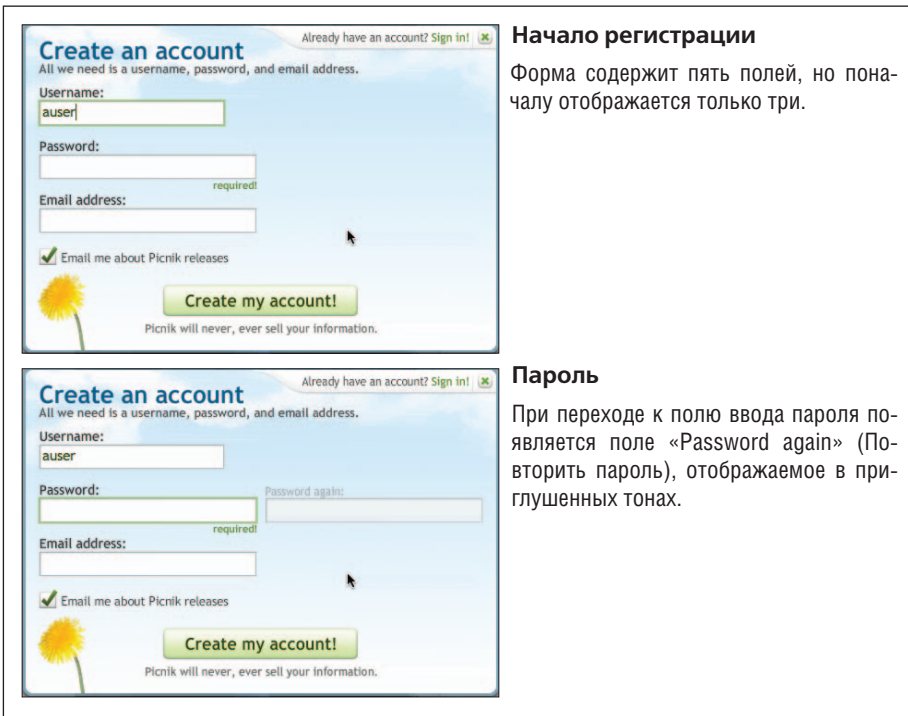 Already have an account? Sign in!
Create an account
All we need is a username, password, and email address.
Username:
auser
Password:
required!
Email address:
Email me about Picnik releases
Create my account!
Picnik will never, ever sell your information.
Начало регистрации
Форма содержит пять полей, но пона-
чалу отображается только три.
Already have an account? Sign in!
Create an account
All we need is a username, password, and email address.
Username:
auser
Password:
Password again:
required!
Email address:
Email me about Picnik releases
Create my account!
Picnik will never, ever sell your information.
Пароль
При переходе к полю ввода пароля по-
является поле «Password again» (По-
вторить пароль), отображаемое в при-
глушенных тонах.